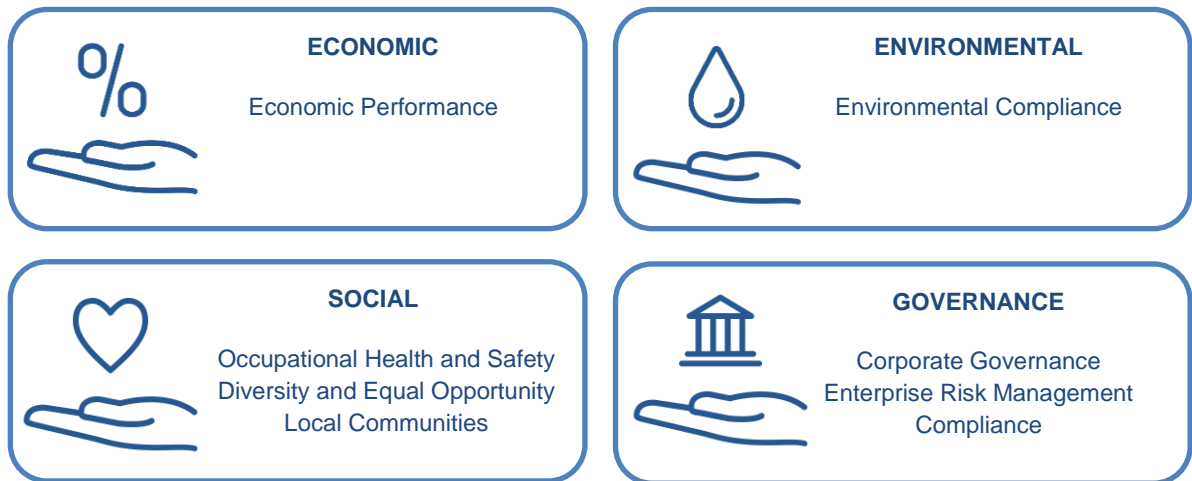 ECONOMIC
Economic Performance
ENVIRONMENTAL
Environmental Compliance
SOCIAL
Occupational Health and Safety
Diversity and Equal Opportunity
Local Communities
GOVERNANCE
Corporate Governance
Enterprise Risk Management
Compliance